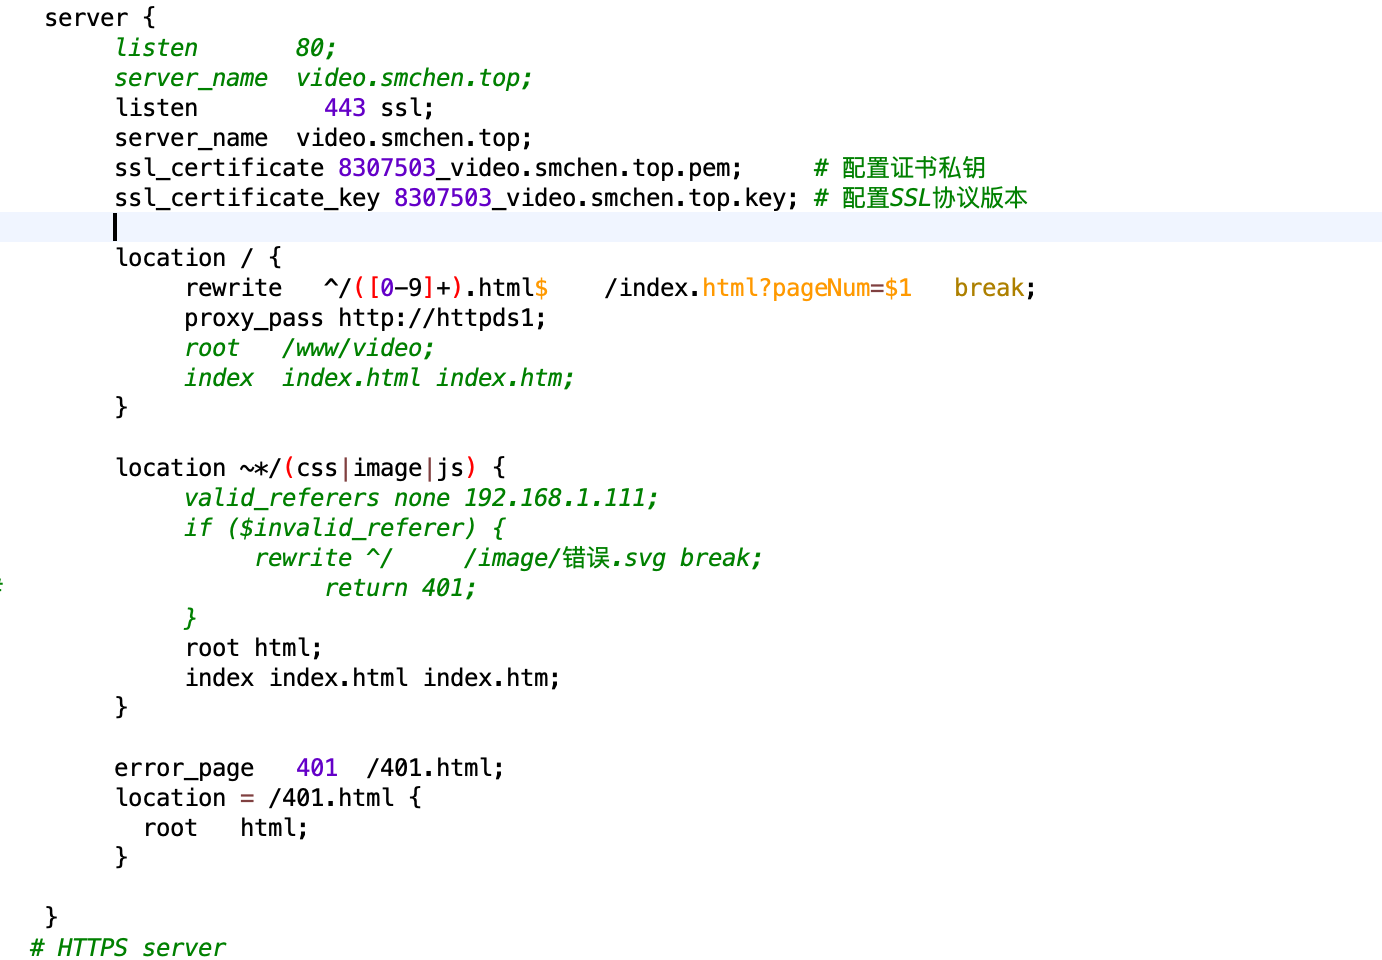 server {
listen       80;
server_name  video.smchen.top;
listen         443 ssl;
server_name  video.smchen.top;
ssl_certificate 8307503_video.smchen.top.pem;     # 配置证书私钥
ssl_certificate_key 8307503_video.smchen.top.key; # 配置SSL协议版本
location / {
rewrite   ^/([0-9]+).html$    /index.html?pageNum=$1   break;
proxy_pass http://httpds1;
root   /www/video;
index  index.html index.htm;
}
location ~*/(css|image|js) {
valid_referers none 192.168.1.111;
if ($invalid_referer) {
rewrite ^/     /image/错误.svg break;
#                       return 401;
}
root html;
index index.html index.htm;
}
error_page   401  /401.html;
location = /401.html {
root   html;
}
}
# HTTPS server